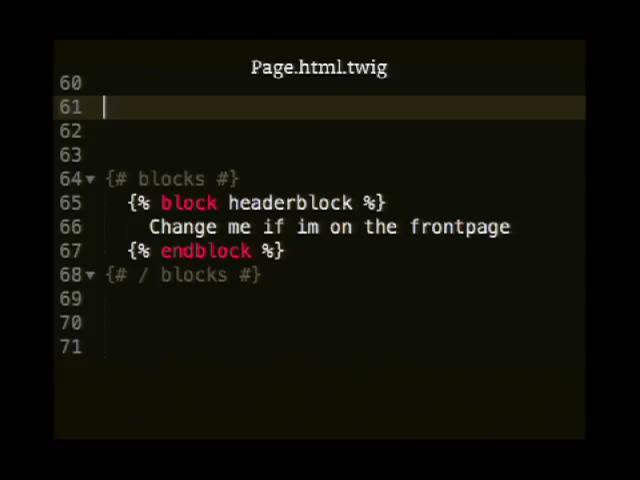 Page.html.twig
60
61
62
63
64 {# blocks #}
65 {% block headerblock %}
66 Change me if im on the frontpage
67 {% endblock %}
68 {# / blocks #}
69
70
71